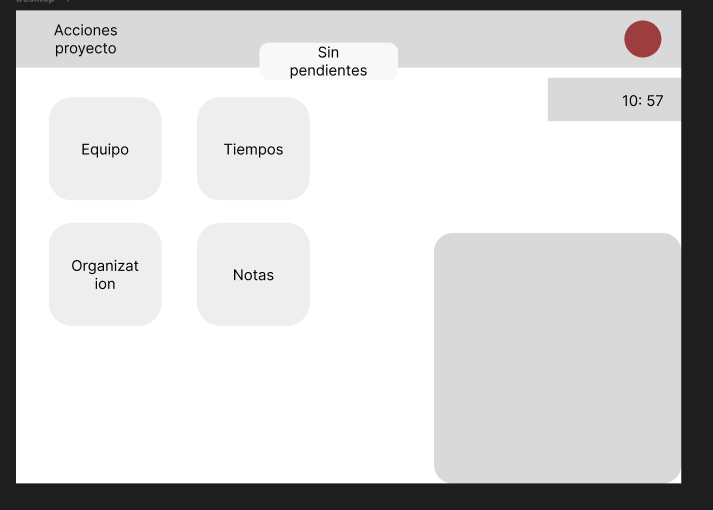 Acciones
proyecto
Sin
pendientes
10: 57
Equipo
Tiempos
Organizat
ion
Notas